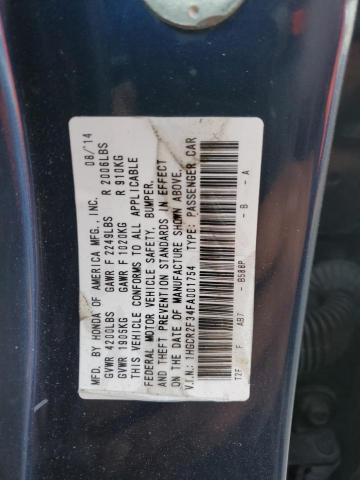 MFD. BY HONDA OF AMERICA MFG., INC. 08/14
GVWR 4200LBS GAWR F 2249LBS R 2006LBS
GVWR 1905KG GAWR F 1020KG R 910KG
THIS VEHICLE CONFORMS TO ALL APPLICABLE
FEDERAL MOTOR VEHICLE SAFETY, BUMPER,
AND THEFT PREVENTION STANDARDS IN EFFECT
ON THE DATE OF MANUFACTURE SHOWN ABOVE.
V.I.N.: 1HGCR2F34FA001754 TYPE: PASSENGER CAR
T2F F AB7 - B588P - B - A